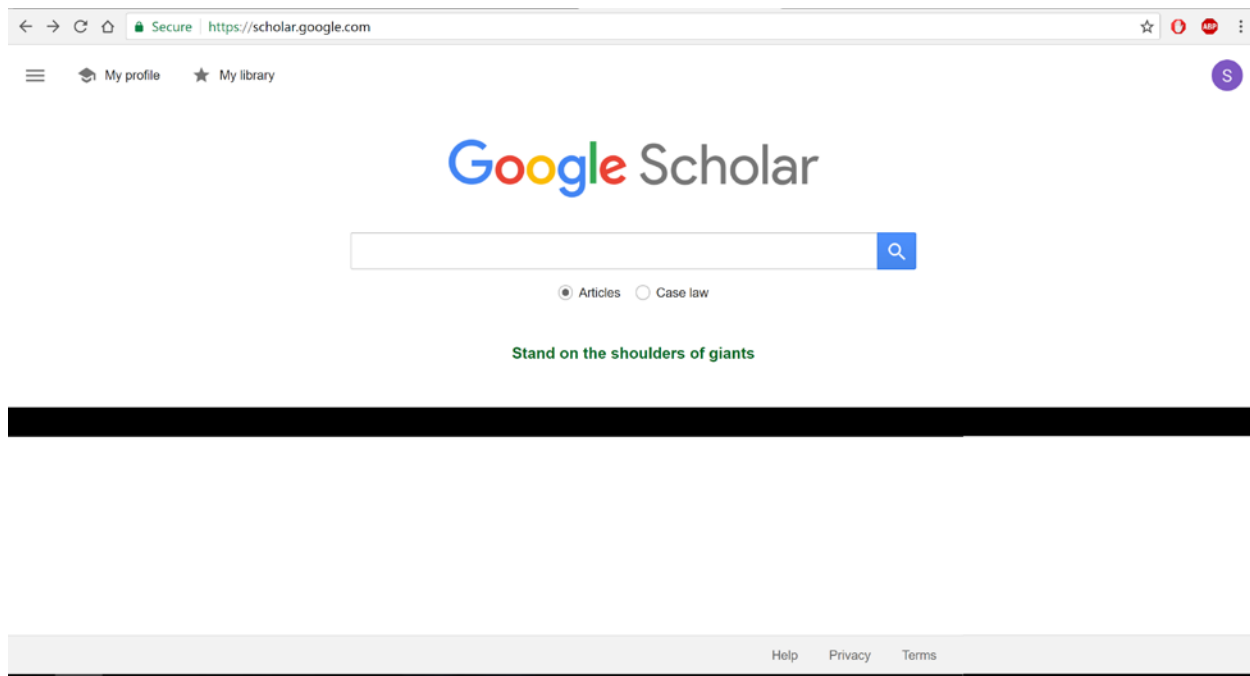 Secure https://scholar.google.com
ABP
My profile My library
S
Google Scholar
Articles Case law
Stand on the shoulders of giants
Help Privacy Terms